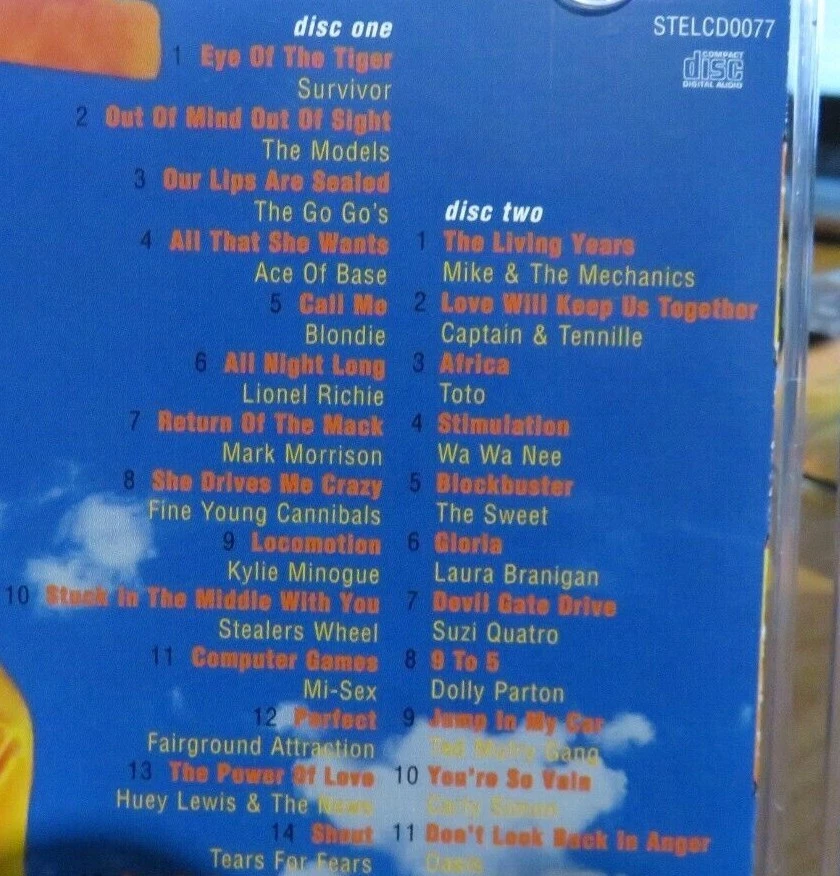 disc one
1 Eye Of The Tiger
Survivor
2 Out Of Mind Out Of Sight
The Models
3 Our Lips Are Sealed
The Go Go's
4 All That She Wants
Ace Of Base
5 Call Me
Blondie
6 All Night Long
Lionel Richie
7 Return Of The Mack
Mark Morrison
8 She Drives Me Crazy
Fine Young Cannibals
9 Locomotion
Kylie Minogue
10 Stuck In The Middle With You
Stealers Wheel
11 Computer Games
Mi-Sex
12 Perfect
Fairground Attraction
13 The Power Of Love
Huey Lewis & The News
14 Shout
Tears For Fears
STELCD0077
COMPACT
disc
DIGITAL AUDIO
disc two
1 The Living Years
Mike & The Mechanics
2 Love Will Keep Us Together
Captain & Tennille
3 Africa
Toto
4 Stimulation
Wa Wa Nee
5 Blockbuster
The Sweet
6 Gloria
Laura Branigan
7 Devil Gate Drive
Suzi Quatro
8 9 To 5
Dolly Parton
9 Jump In My Car
Ted Mulry Gang
10 You're So Vain
Carly Simon
11 Don't Look Back In Anger
Oasis